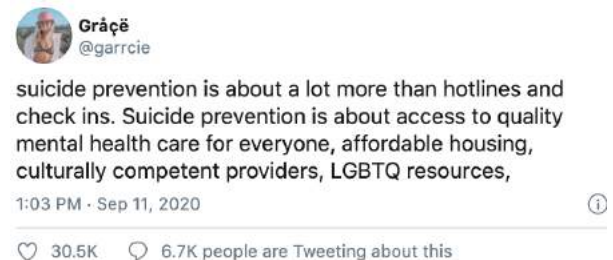 Gråçë
@garrcie
suicide prevention is about a lot more than hotlines and
check ins. Suicide prevention is about access to quality
mental health care for everyone, affordable housing,
culturally competent providers, LGBTQ resources,
1:03 PM · Sep 11, 2020
30.5K 6.7K people are Tweeting about this